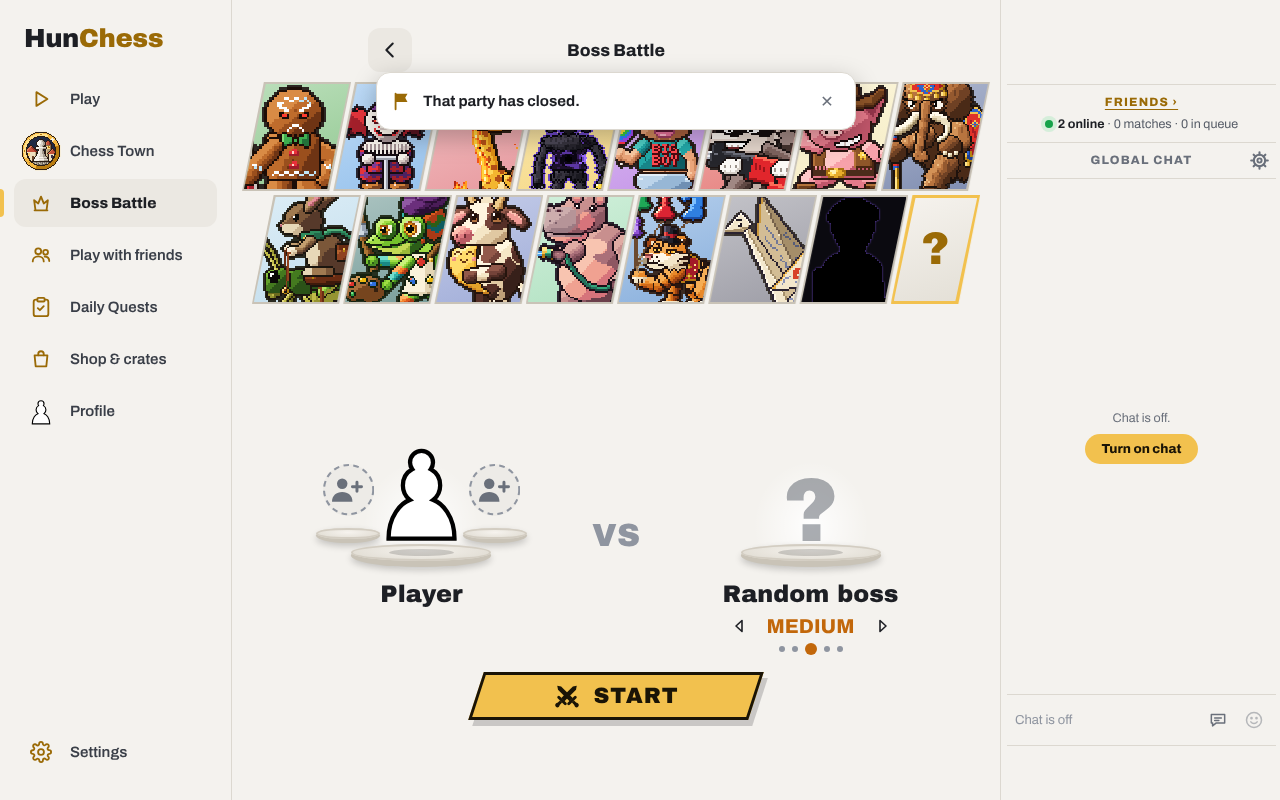 HunChess
Play
Chess Town
Boss Battle
Play with friends
Daily Quests
Shop & crates
Profile
Settings
Boss Battle
That party has closed.
BIG
BOY
?
?
VS
Player
Random boss
MEDIUM
START
FRIENDS ›
2 online · 0 matches · 0 in queue
GLOBAL CHAT
Chat is off.
Turn on chat
Chat is off